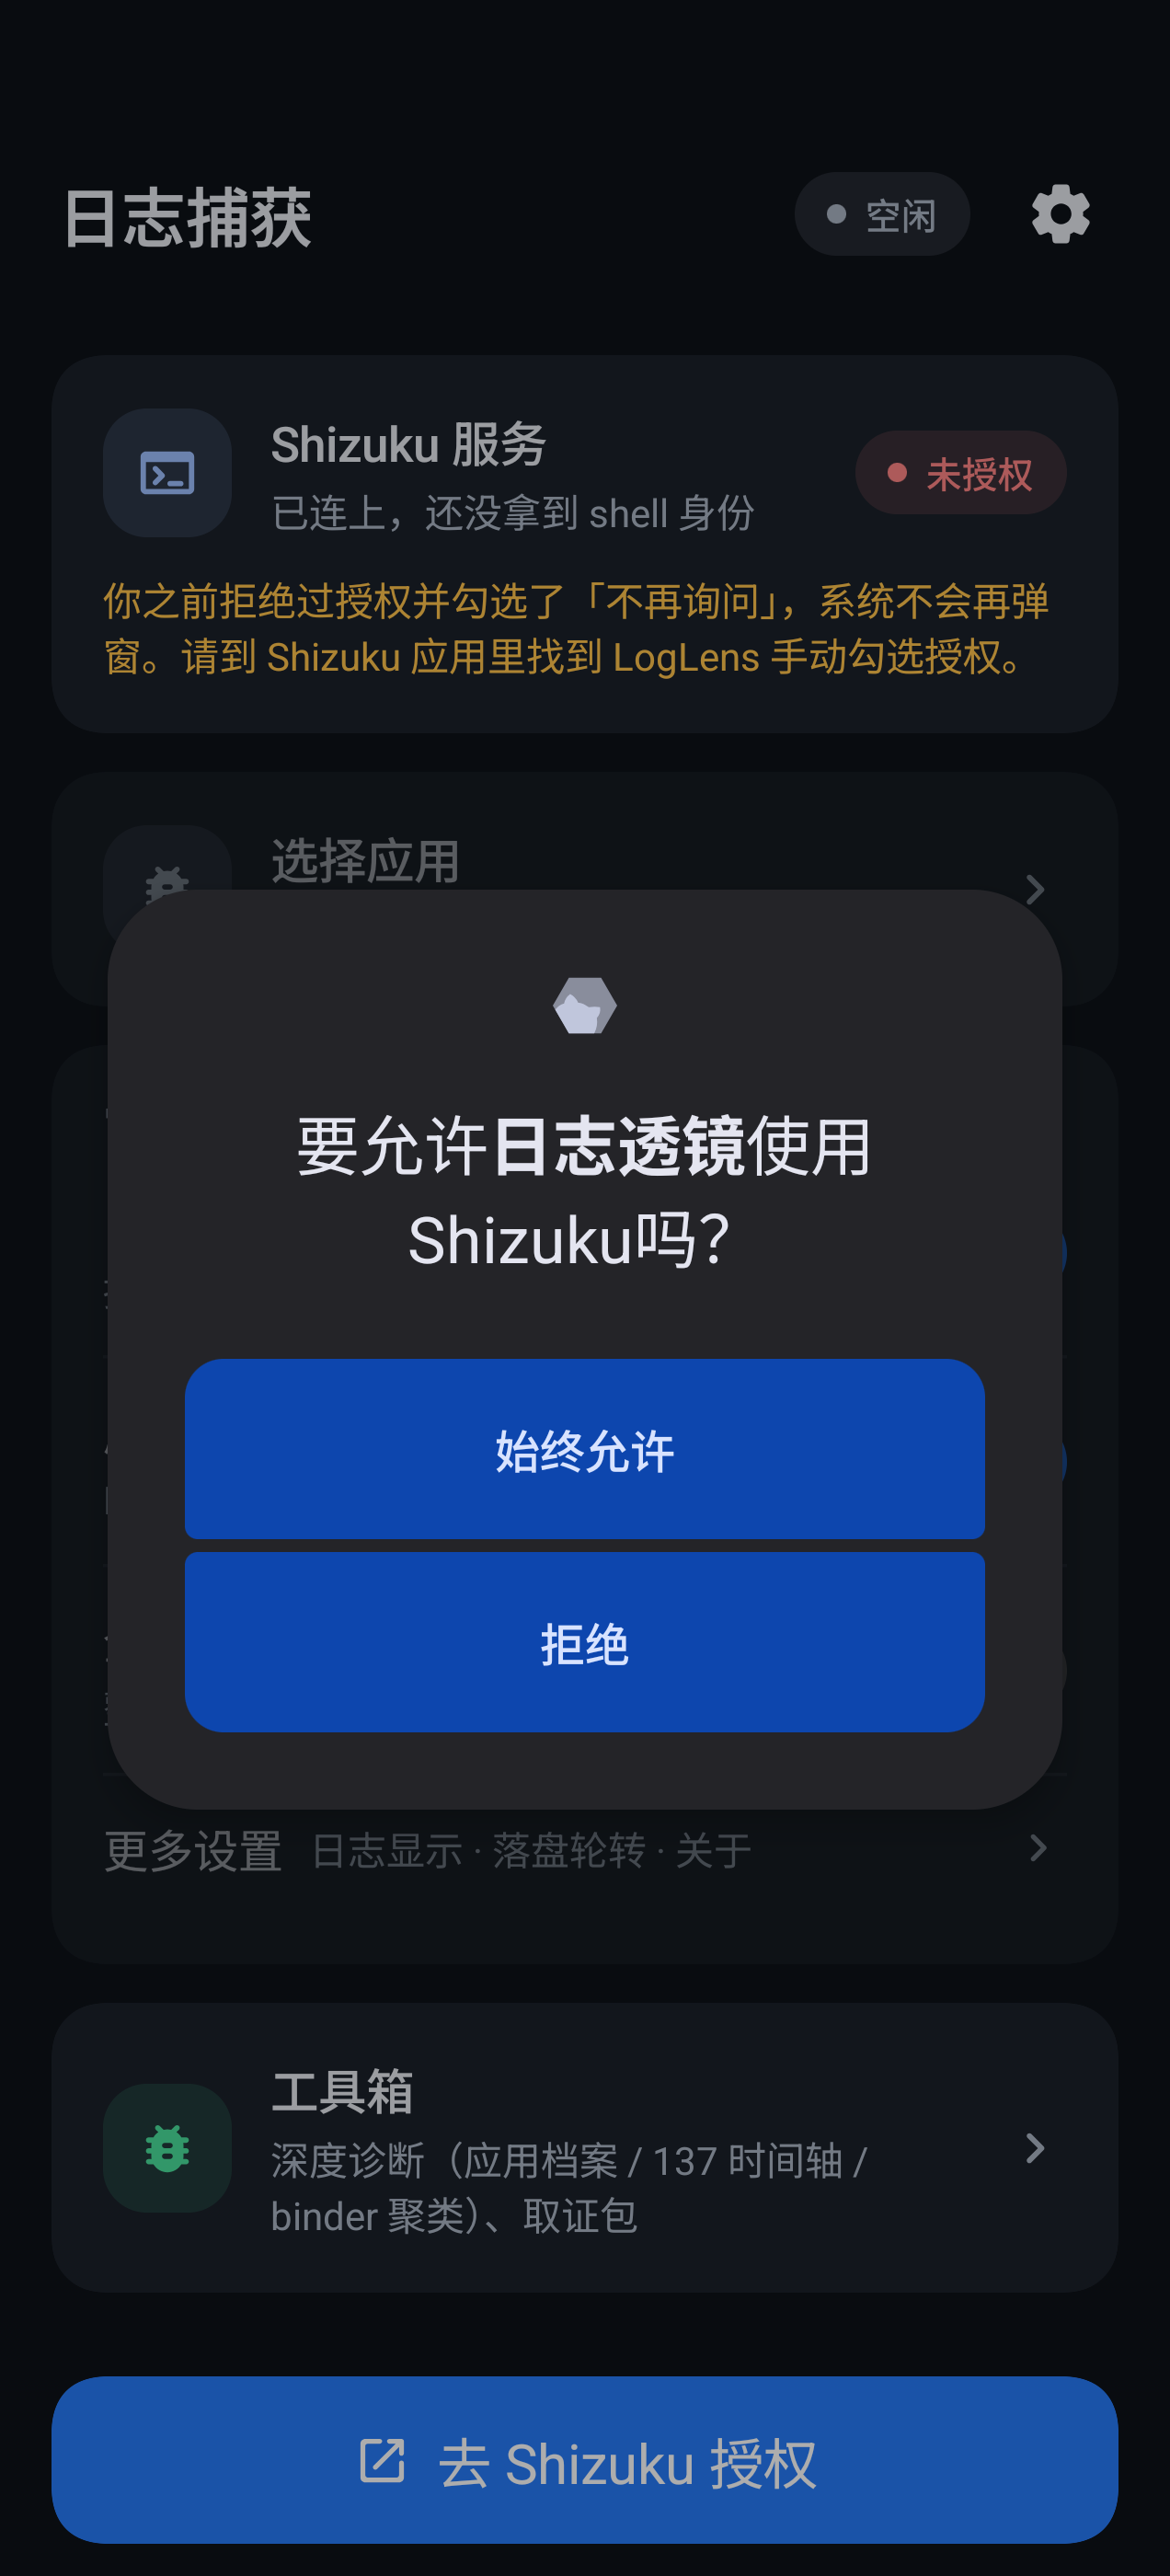 日志捕获
空闲
Shizuku 服务
已连上，还没拿到 shell 身份
未授权
你之前拒绝过授权并勾选了「不再询问」，系统不会再弹
窗。请到 Shizuku 应用里找到 LogLens 手动勾选授权。
选择应用
要允许日志透镜使用
Shizuku吗？
始终允许
拒绝
更多设置 日志显示 · 落盘轮转 · 关于
工具箱
深度诊断（应用档案 / 137 时间轴 /
binder 聚类）、取证包
去 Shizuku 授权